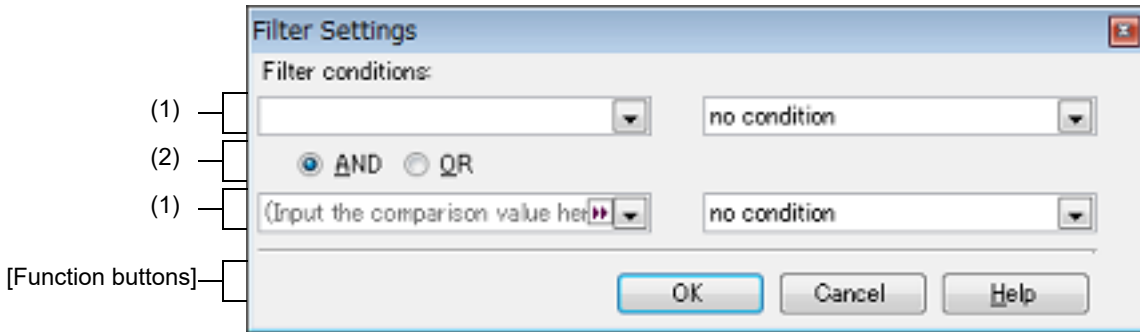 Filter Settings
Filter conditions:
(1) no condition
(2) AND OR
(1) (Input the comparison value her no condition
[Function buttons] OK Cancel Help